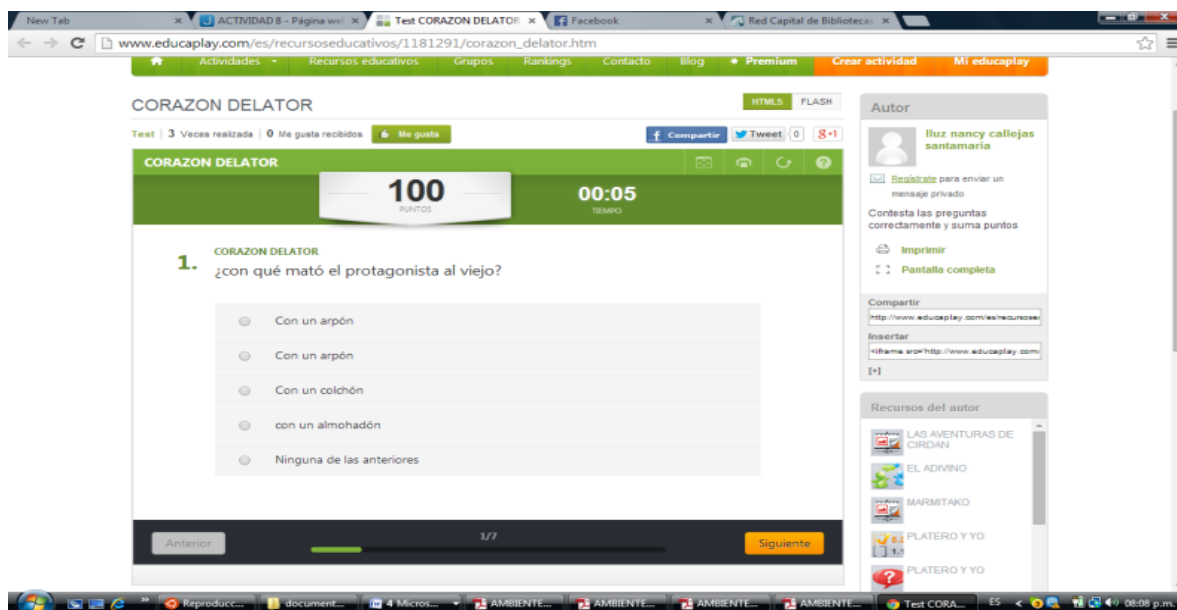 New Tab
ACTIVIDAD 8 - Página we
Test CORAZON DELATOR
Facebook
Red Capital de Bibliotecas
www.educaplay.com/es/recursoseducativos/1181291/corazon_delator.htm
Actividades
Recursos educativos
Grupos
Rankings
Contacto
Blog
Premium
Crear actividad
Mi educaplay
CORAZON DELATOR
HTML5
FLASH
Test | 3 Veces realizada | 0 Me gusta recibidos
Me gusta
Compartir
Tweet
0
g+1
CORAZON DELATOR
100
PUNTOS
00:05
TIEMPO
1.
CORAZON DELATOR
¿con qué mató el protagonista al viejo?
Con un arpón
Con un arpón
Con un colchón
con un almohadón
Ninguna de las anteriores
Anterior
1/7
Siguiente
Autor
lluz nancy callejas
santamaria
Regístrate para enviar un
mensaje privado
Contesta las preguntas
correctamente y suma puntos
Imprimir
Pantalla completa
Compartir
http://www.educaplay.com/es/recursose
Insertar
<iframe src='http://www.educaplay.com/
[+]
Recursos del autor
LAS AVENTURAS DE
CIRDAN
EL ADIVINO
MARMITAKO
PLATERO Y YO
PLATERO Y YO
Reproducc...
document...
4 Micros...
AMBIENTE...
AMBIENTE...
AMBIENTE...
AMBIENTE...
Test CORA...
ES
08:08 p.m.